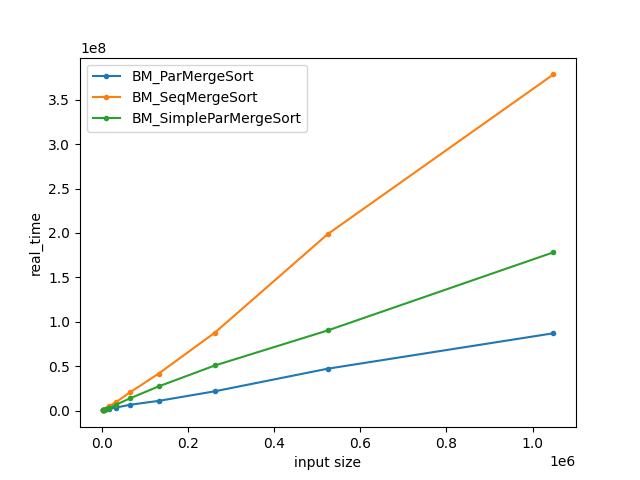 1e8
BM_ParMergeSort
BM_SeqMergeSort
BM_SimpleParMergeSort
3.5
3.0
2.5
2.0
1.5
1.0
0.5
0.0
real_time
0.0 0.2 0.4 0.6 0.8 1.0
input size
1e6